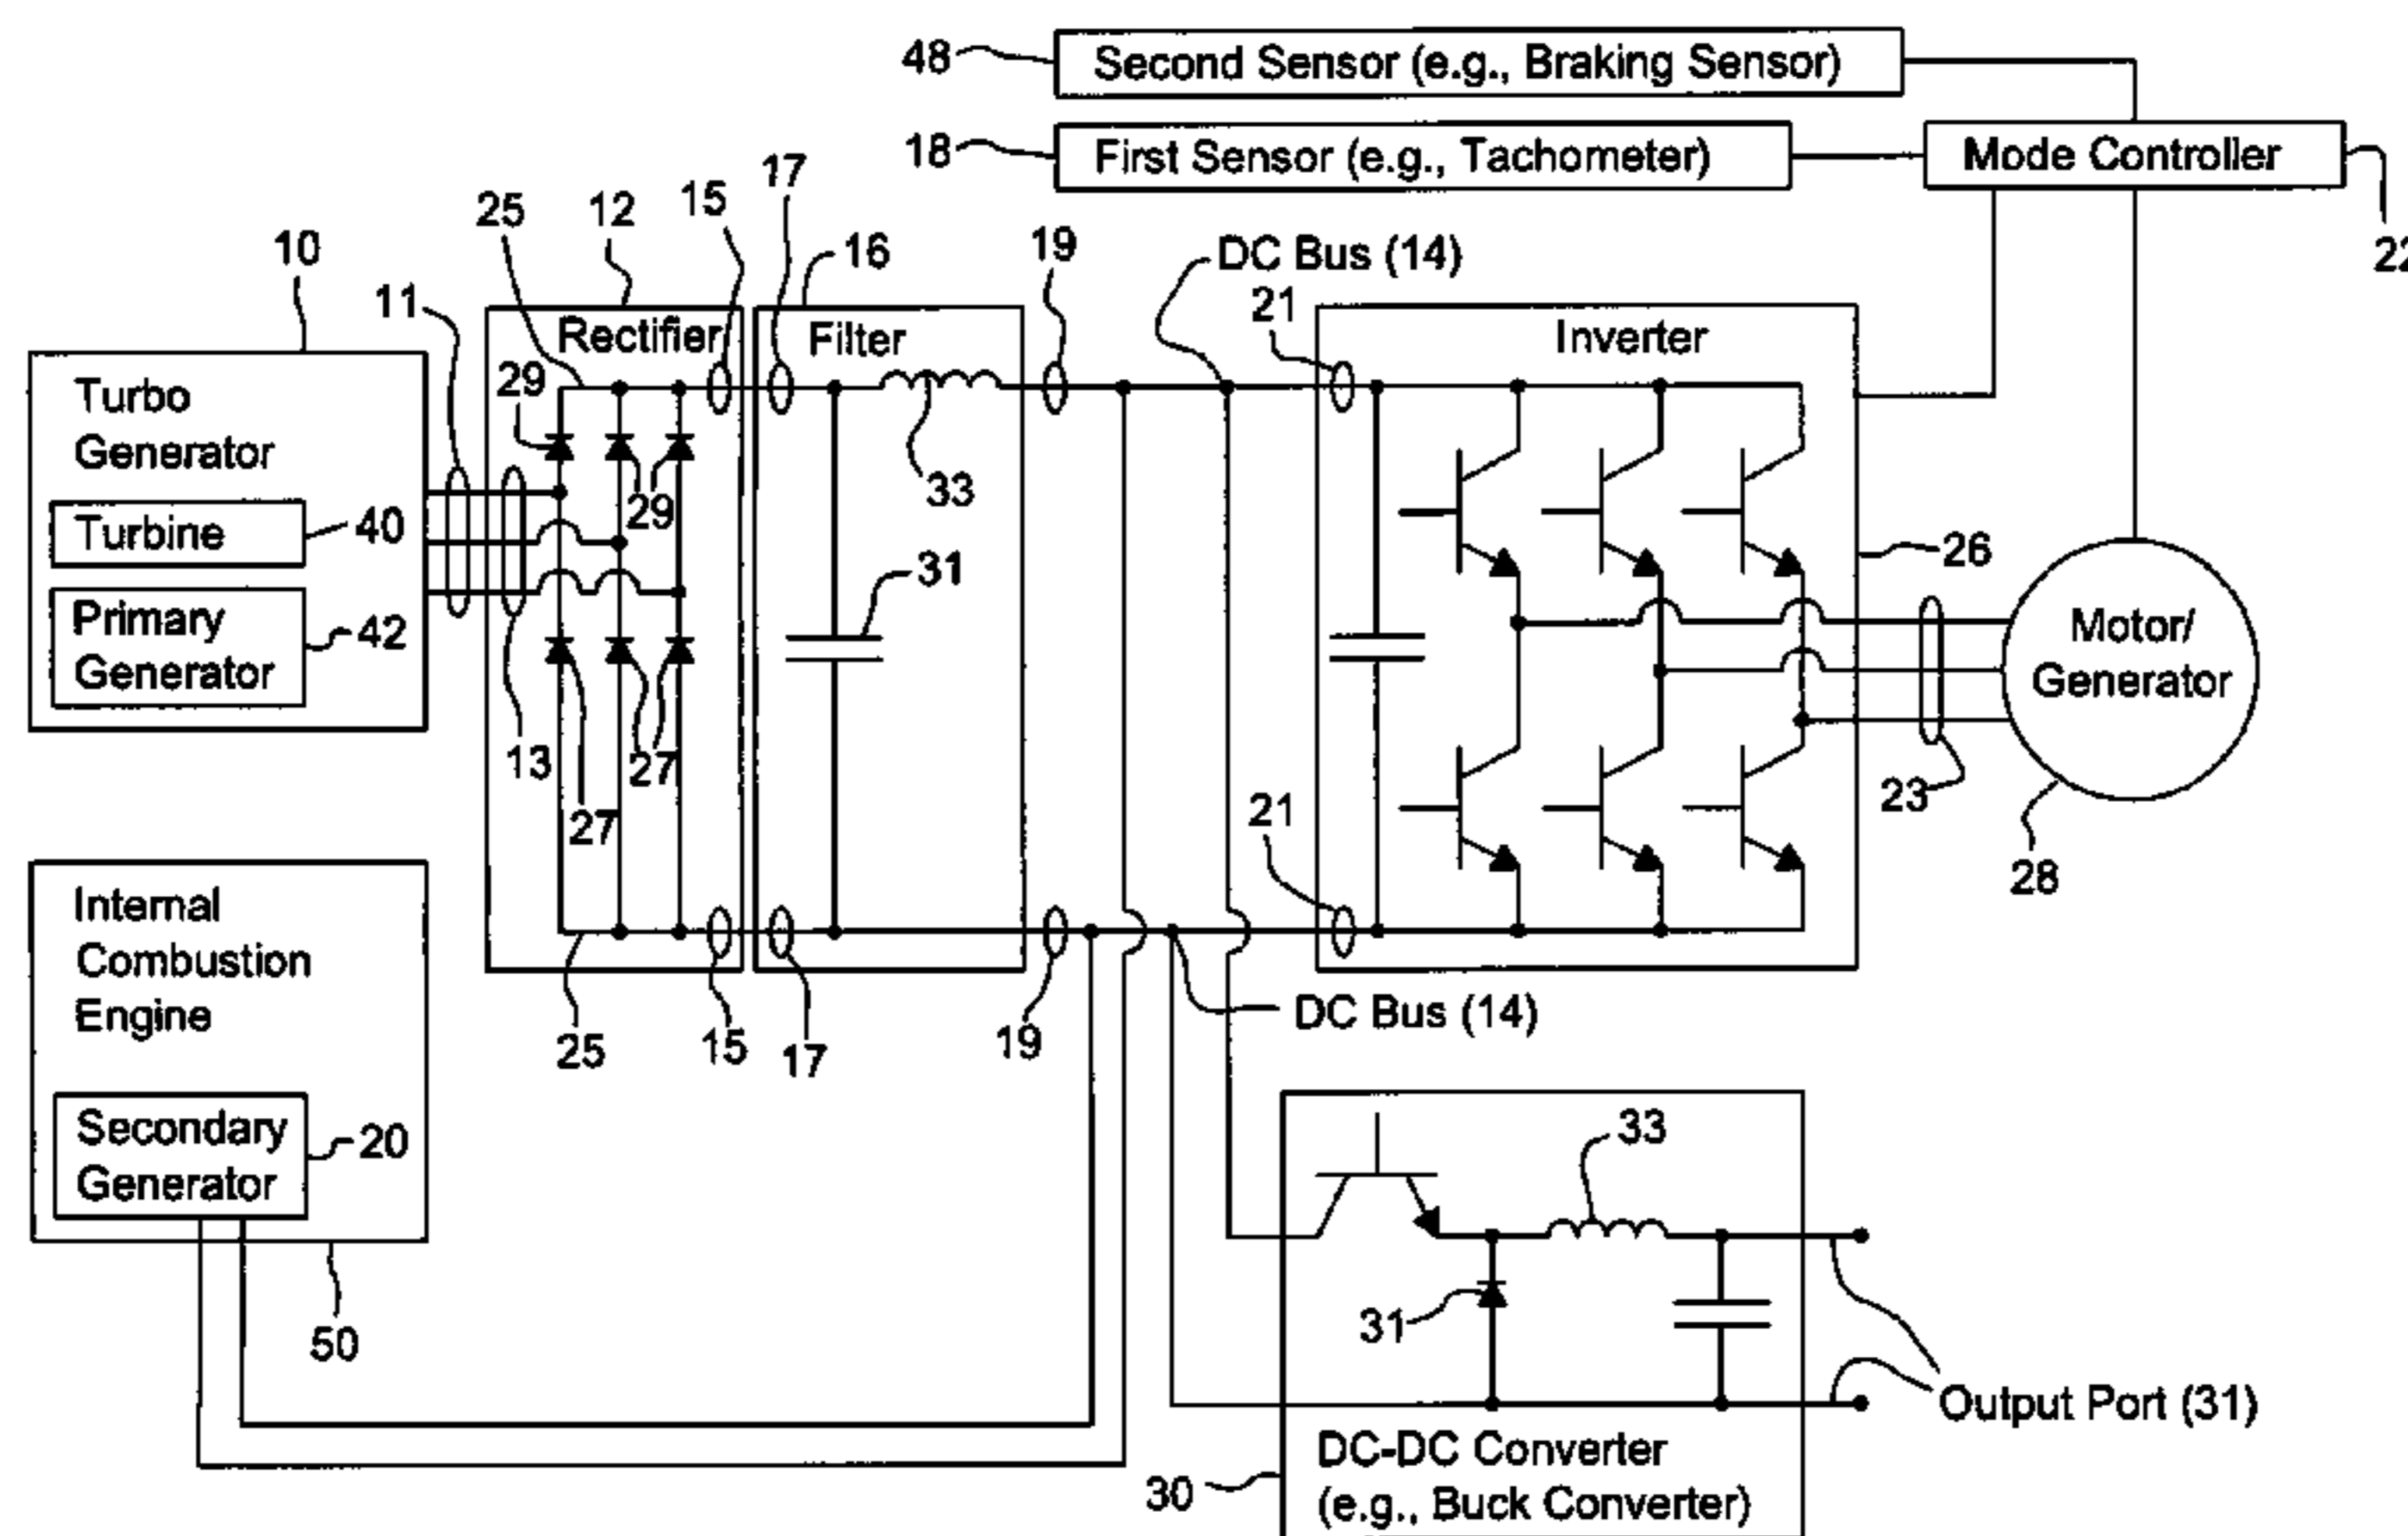 48
Second Sensor (e.g., Braking Sensor)
18
First Sensor (e.g., Tachometer)
Mode Controller
22
10
11
25
12
15
17
16
19
DC Bus (14)
21
Turbo
Generator
Turbine
40
Primary
Generator
42
Rectifier
29
29
13
27
27
25
15
Filter
33
31
17
19
DC Bus (14)
21
Inverter
26
23
Motor/
Generator
28
Internal
Combustion
Engine
Secondary
Generator
20
50
33
31
Output Port (31)
DC-DC Converter
(e.g., Buck Converter)
30